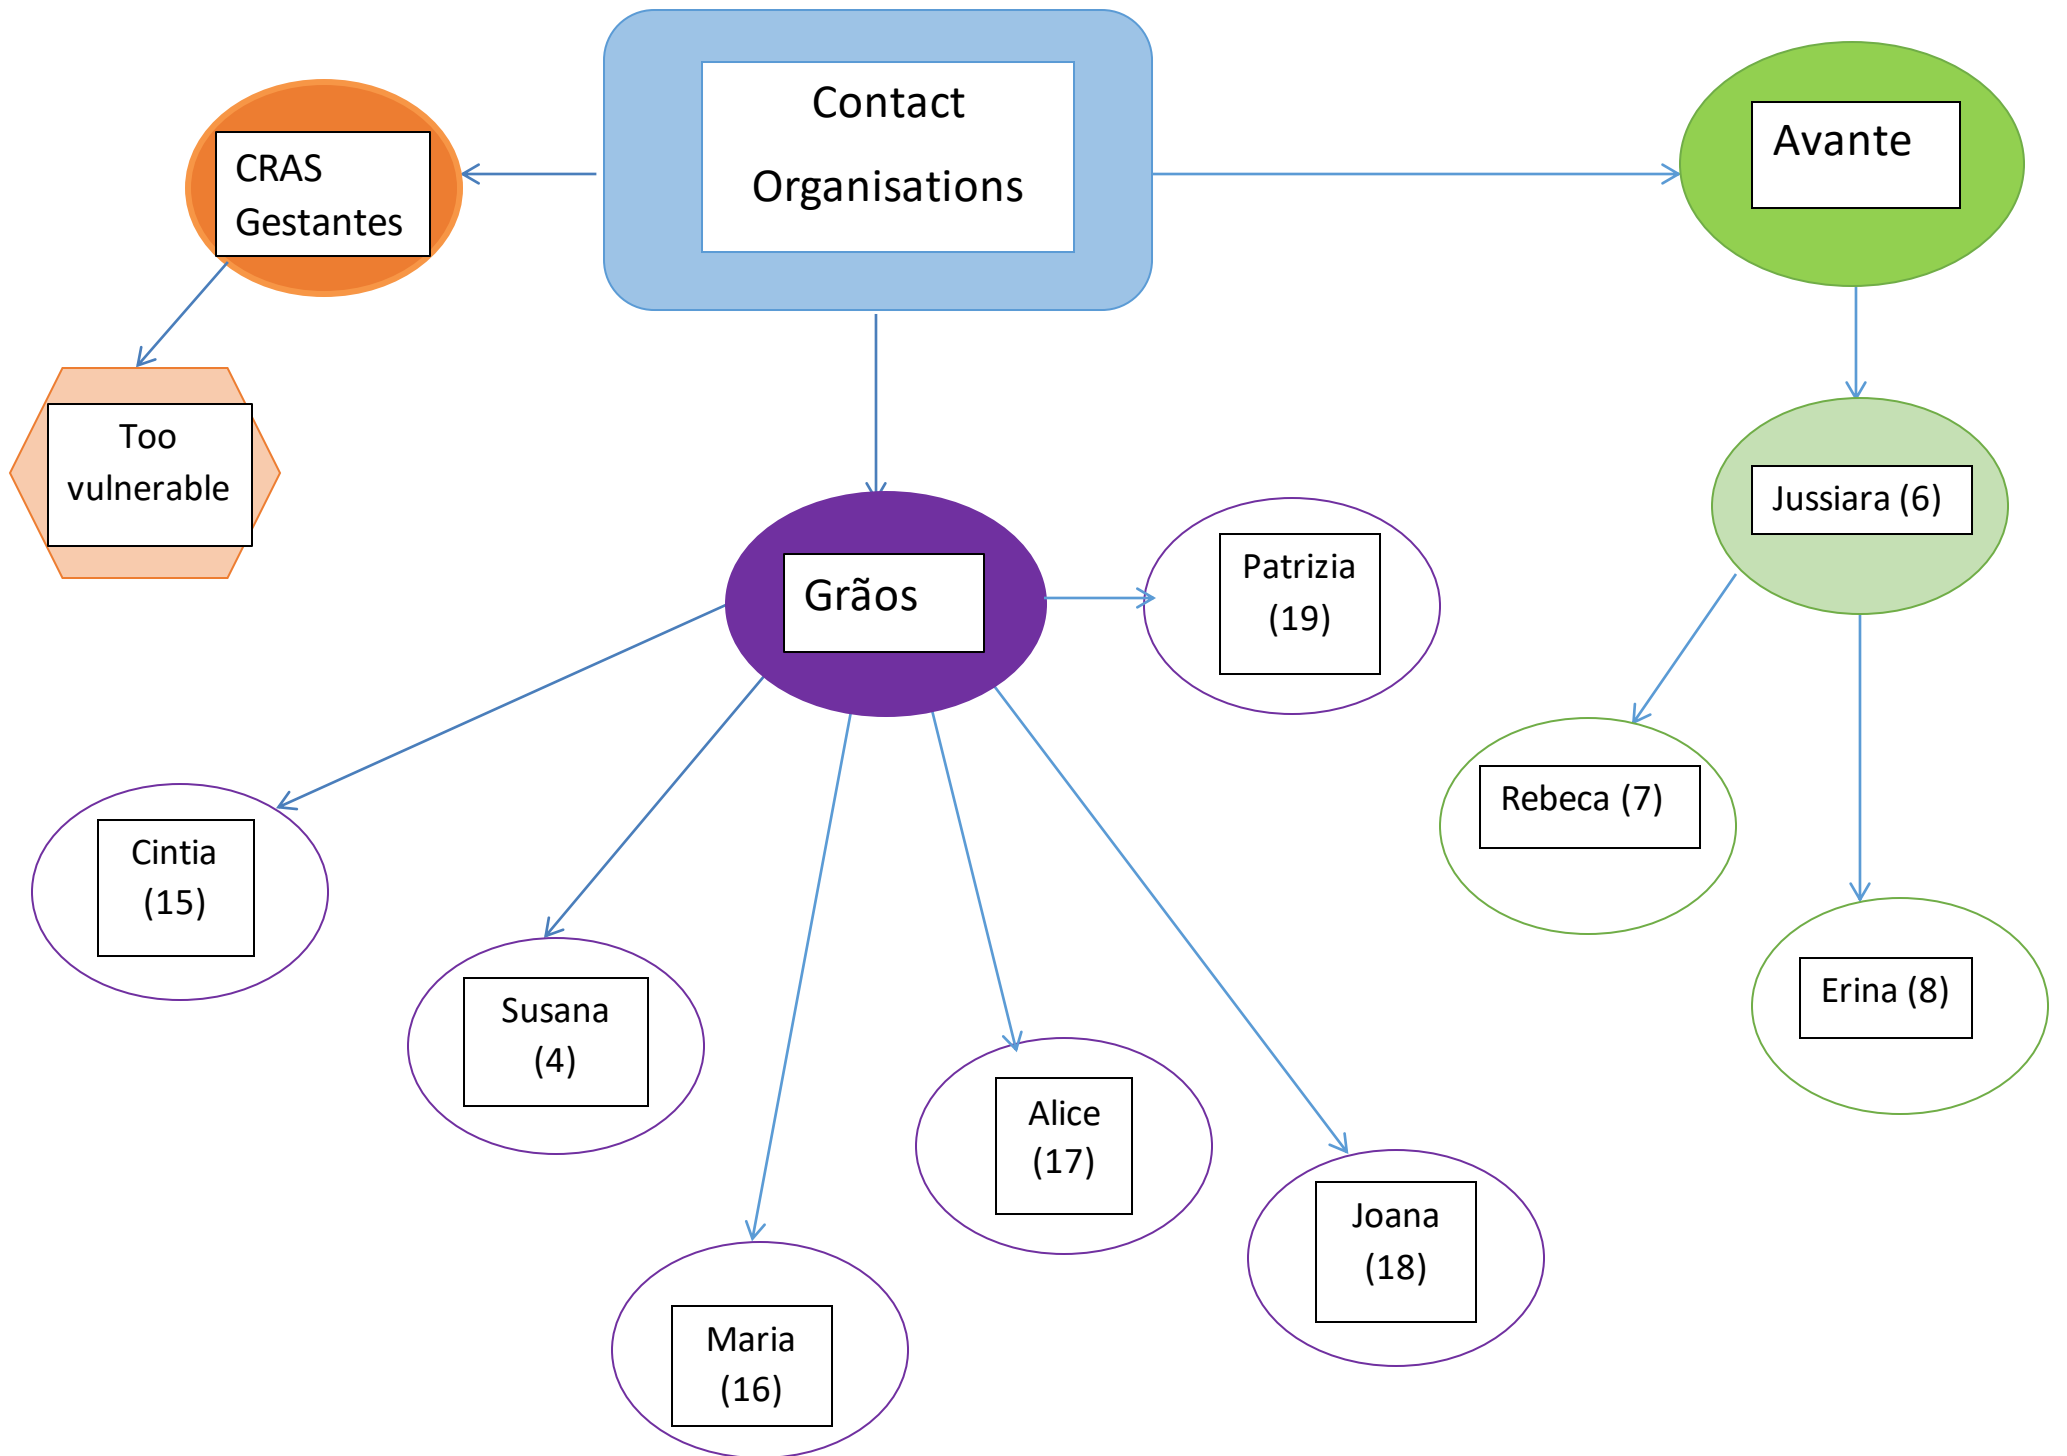 Contact
Organisations
CRAS
Gestantes
Avante
Too
vulnerable
Grãos
Patrizia
(19)
Jussiara (6)
Rebeca (7)
Erina (8)
Cintia
(15)
Susana
(4)
Maria
(16)
Alice
(17)
Joana
(18)